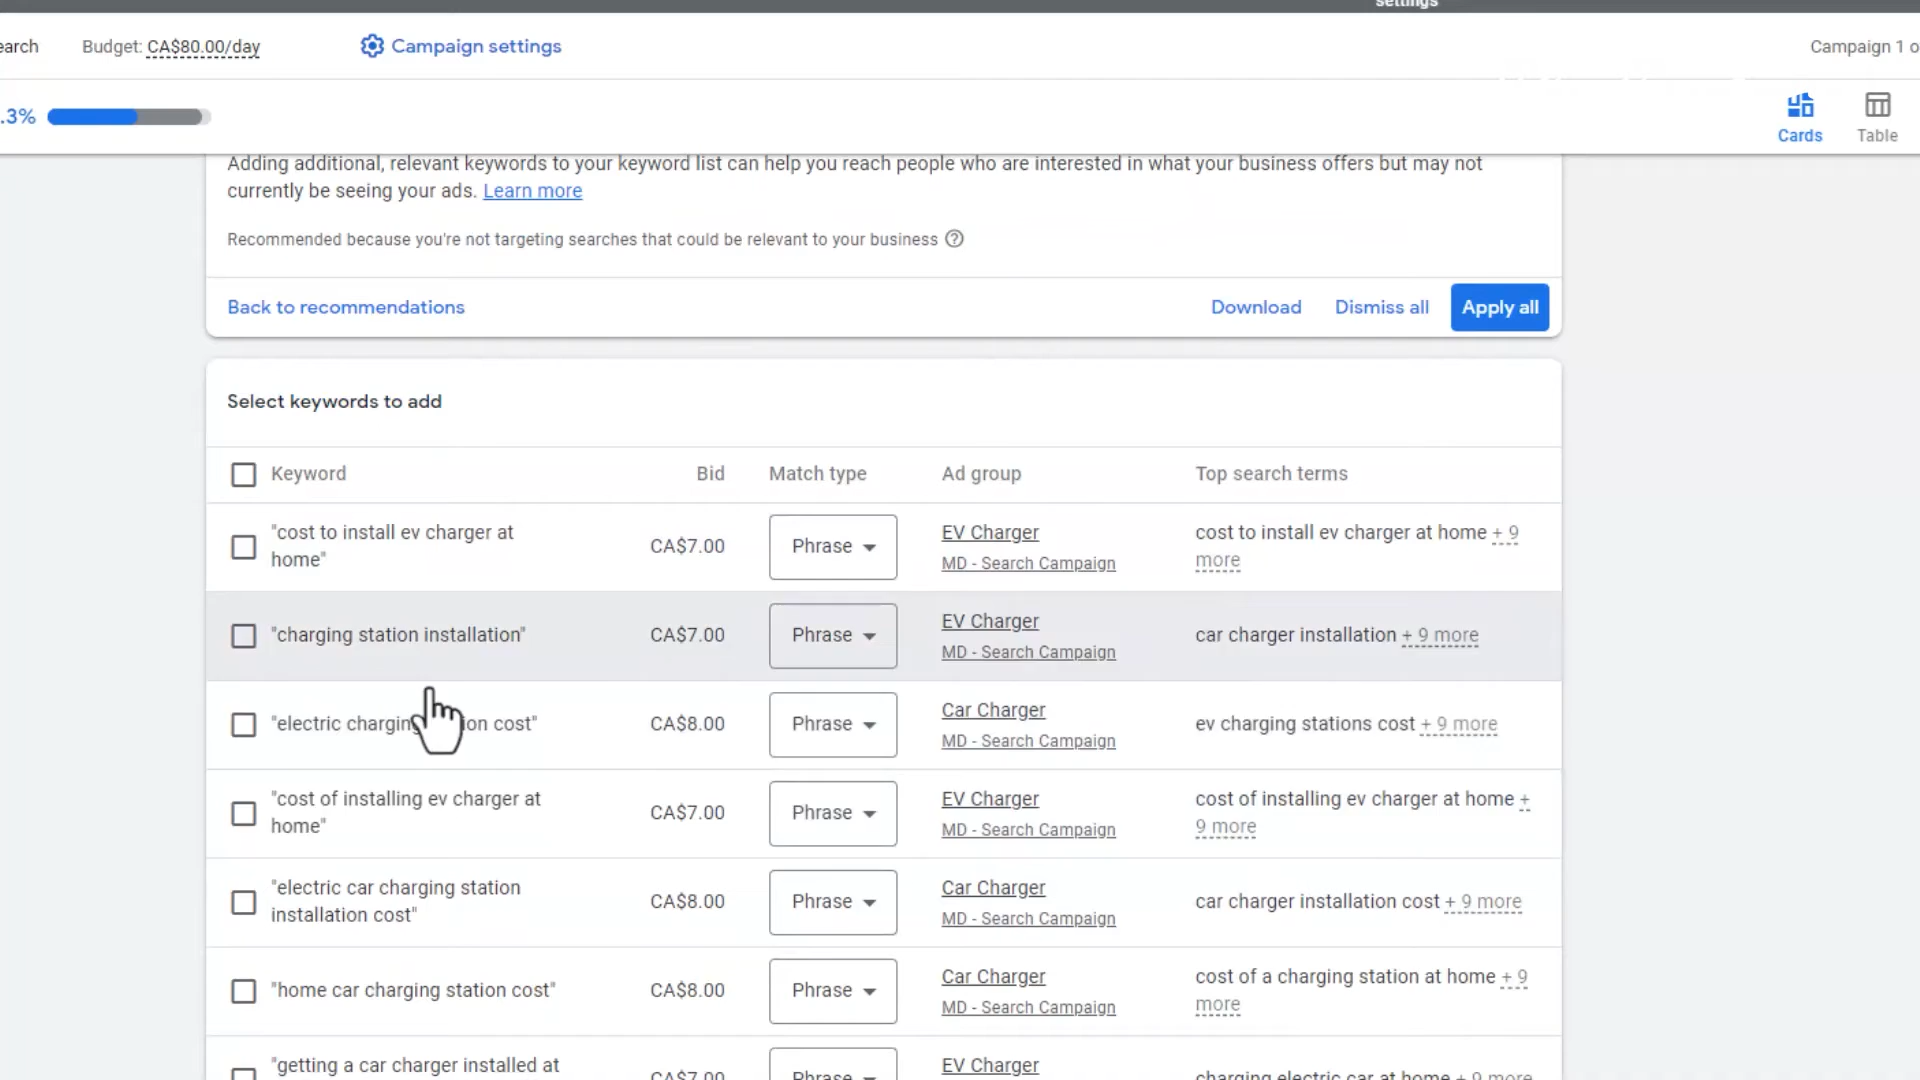 settings
earch Budget: CA$80.00/day Campaign settings Campaign 1 o
.3% Cards Table
Adding additional, relevant keywords to your keyword list can help you reach people who are interested in what your business offers but may not
currently be seeing your ads. Learn more
Recommended because you're not targeting searches that could be relevant to your business
Back to recommendations Download Dismiss all Apply all
Select keywords to add
Keyword Bid Match type Ad group Top search terms
"cost to install ev charger at
home" CA$7.00 Phrase EV Charger
MD - Search Campaign cost to install ev charger at home + 9
more
"charging station installation" CA$7.00 Phrase EV Charger
MD - Search Campaign car charger installation + 9 more
"electric charging ion cost" CA$8.00 Phrase Car Charger
MD - Search Campaign ev charging stations cost + 9 more
"cost of installing ev charger at
home" CA$7.00 Phrase EV Charger
MD - Search Campaign cost of installing ev charger at home +
9 more
"electric car charging station
installation cost" CA$8.00 Phrase Car Charger
MD - Search Campaign car charger installation cost + 9 more
"home car charging station cost" CA$8.00 Phrase Car Charger
MD - Search Campaign cost of a charging station at home + 9
more
"getting a car charger installed at CA$7.00 Phrase EV Charger
charging electric car at home + 9 more